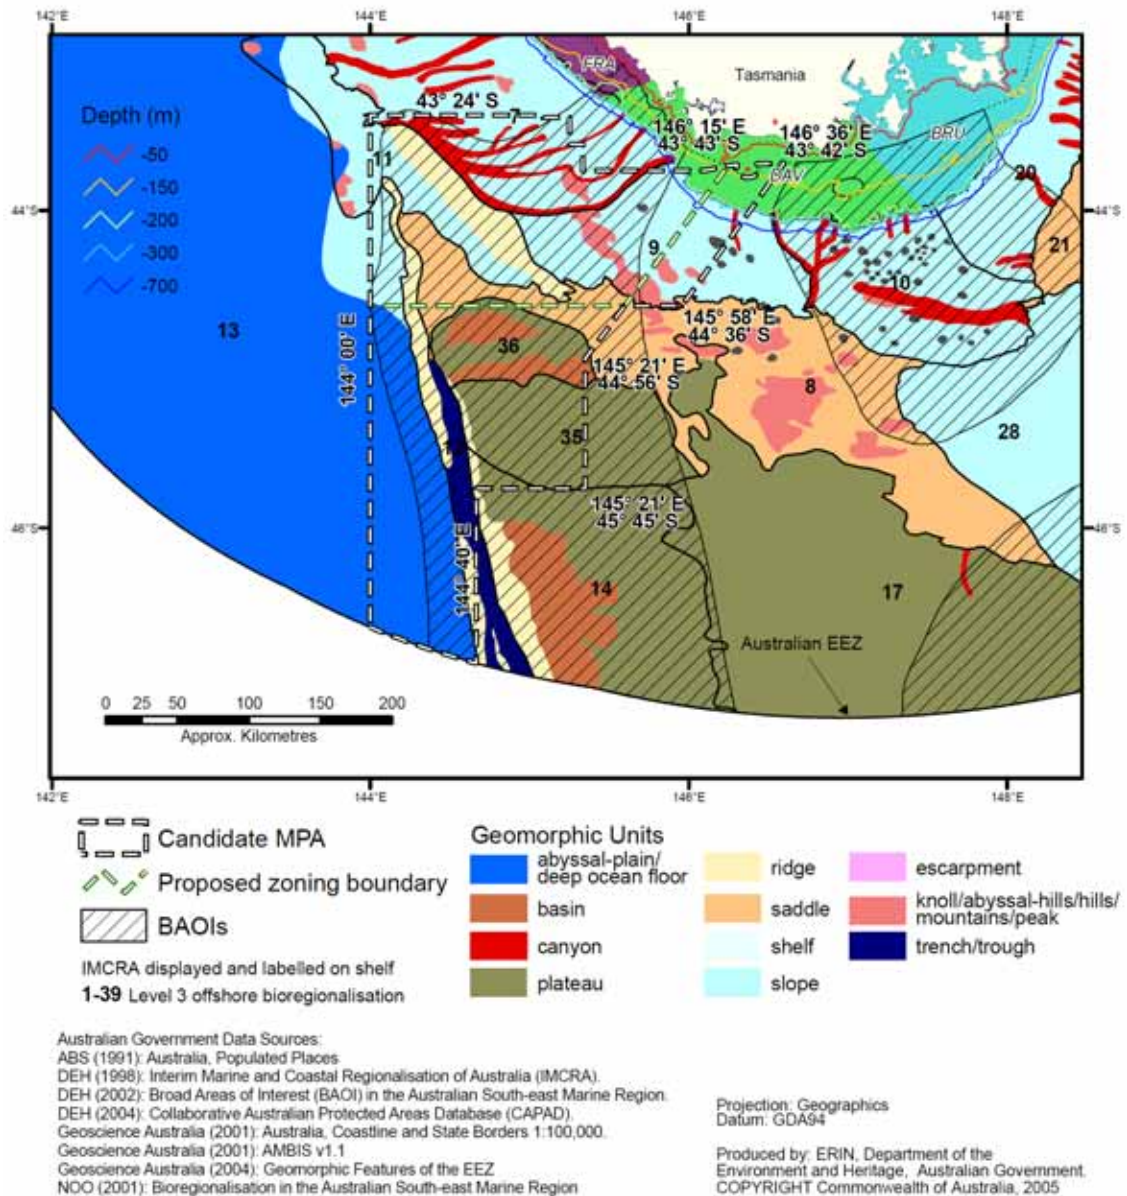 142°E 144°E 146°E 148°E
FRA
Tasmania
43° 24' S
Depth (m)
146° 15' E
43° 43' S
146° 36' E
43° 42' S
BRU
-50
11
DAV
20
-150
44°S
44°S
-200
9
21
-300
10
-700
13
145° 58' E
44° 36' S
144° 00' E
36
145° 21' E
44° 56' S
8
35
28
145° 21' E
45° 45' S
46°S
46°S
144° 40' E
14
17
Australian EEZ
0 25 50 100 150 200
Approx. Kilometres
142°E 144°E 146°E 148°E
Candidate MPA
Proposed zoning boundary
BAOIs
IMCRA displayed and labelled on shelf
1-39 Level 3 offshore bioregionalisation
Geomorphic Units
abyssal-plain/
deep ocean floor
basin
canyon
plateau
ridge
saddle
shelf
slope
escarpment
knoll/abyssal-hills/hills/
mountains/peak
trench/trough
Australian Government Data Sources:
ABS (1991): Australia, Populated Places
DEH (1998): Interim Marine and Coastal Regionalisation of Australia (IMCRA).
DEH (2002): Broad Areas of Interest (BAOI) in the Australian South-east Marine Region.
DEH (2004): Collaborative Australian Protected Areas Database (CAPAD).
Geoscience Australia (2001): Australia, Coastline and State Borders 1:100,000.
Geoscience Australia (2001): AMBIS v1.1
Geoscience Australia (2004): Geomorphic Features of the EEZ
NOO (2001): Bioregionalisation in the Australian South-east Marine Region
Projection: Geographics
Datum: GDA94
Produced by: ERIN, Department of the
Environment and Heritage, Australian Government.
COPYRIGHT Commonwealth of Australia, 2005